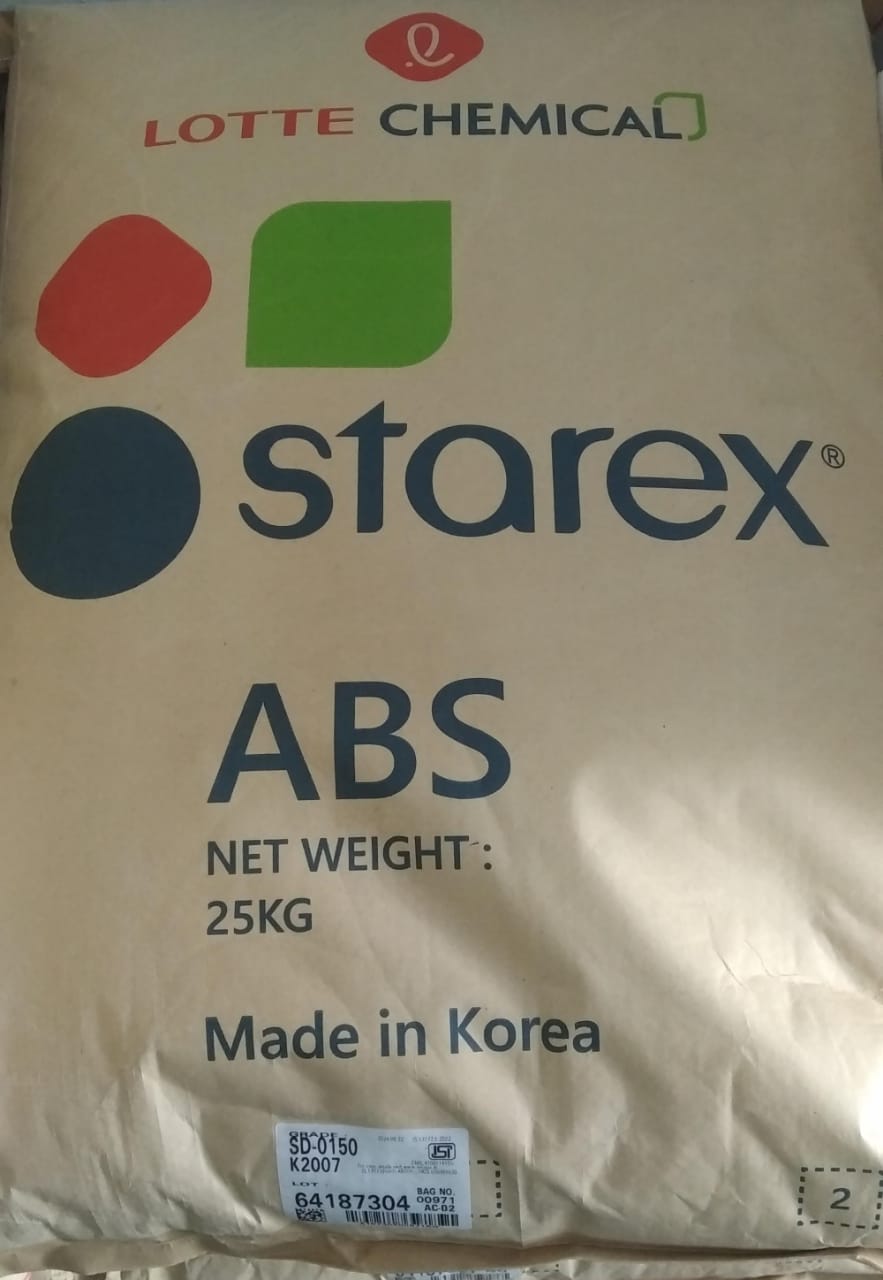 LOTTE CHEMICAL
starex®
ABS
NET WEIGHT :
25KG
Made in Korea
GRADE
SD-0150
K2007
LOT
64187304
BAG NO.
00971
AC-02
2